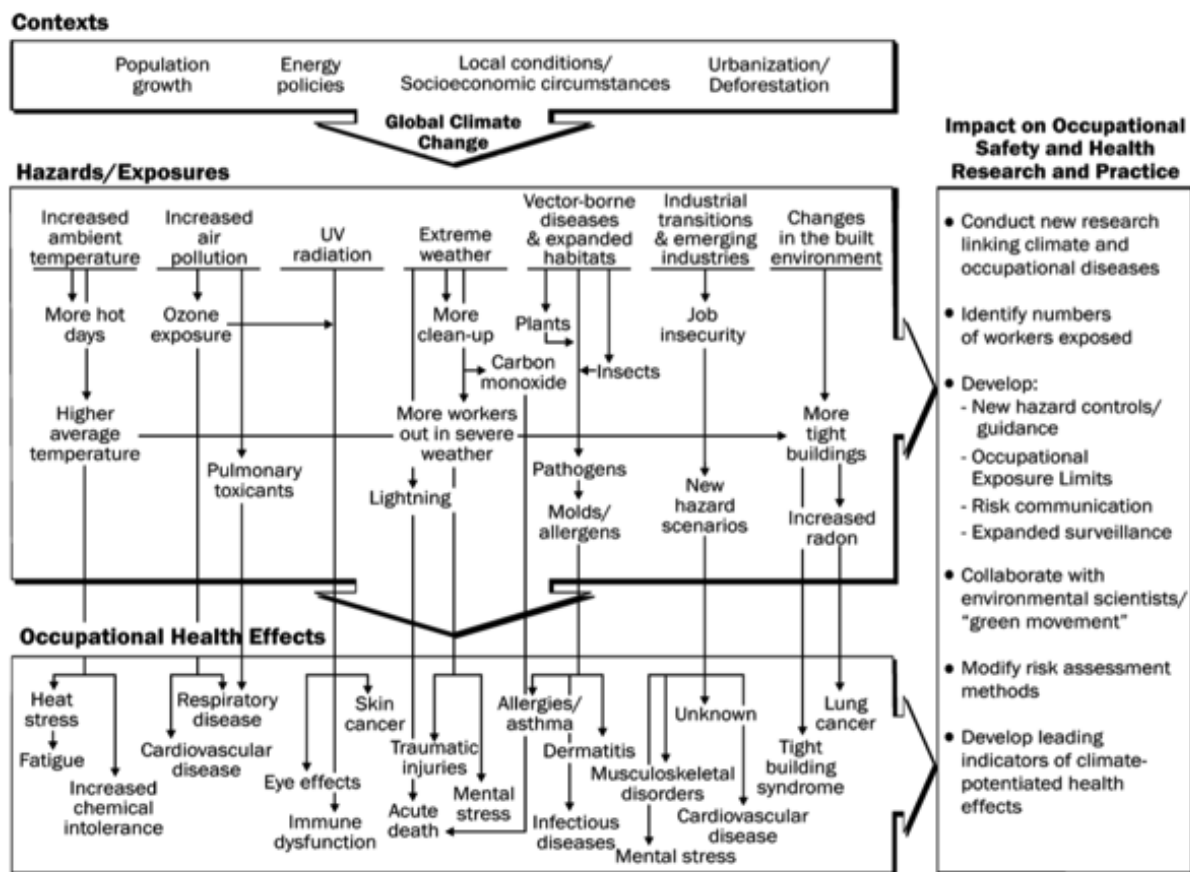 Contexts
Population
growth
Energy
policies
Local conditions/
Socioeconomic circumstances
Urbanization/
Deforestation
Global Climate
Change
Hazards/Exposures
Increased
ambient
temperature
Increased
air
pollution
UV
radiation
Extreme
weather
Vector-borne
diseases
& expanded
habitats
Industrial
transitions
& emerging
industries
Changes
in the built
environment
More hot
days
Ozone
exposure
More
clean-up
Plants
Job
insecurity
Carbon
monoxide
Insects
Higher
average
temperature
More workers
out in severe
weather
More
tight
buildings
Pulmonary
toxicants
Lightning
Pathogens
New
hazard
scenarios
Molds/
allergens
Increased
radon
Occupational Health Effects
Heat
stress
Fatigue
Increased
chemical
intolerance
Respiratory
disease
Cardiovascular
disease
Skin
cancer
Eye effects
Immune
dysfunction
Traumatic
injuries
Acute
death
Mental
stress
Allergies/
asthma
Dermatitis
Infectious
diseases
Unknown
Musculoskeletal
disorders
Mental stress
Cardiovascular
disease
Tight
building
syndrome
Lung
cancer
Impact on Occupational
Safety and Health
Research and Practice
• Conduct new research
linking climate and
occupational diseases
• Identify numbers
of workers exposed
• Develop:
- New hazard controls/
guidance
- Occupational
Exposure Limits
- Risk communication
- Expanded surveillance
• Collaborate with
environmental scientists/
“green movement”
• Modify risk assessment
methods
• Develop leading
indicators of climate-
potentiated health
effects